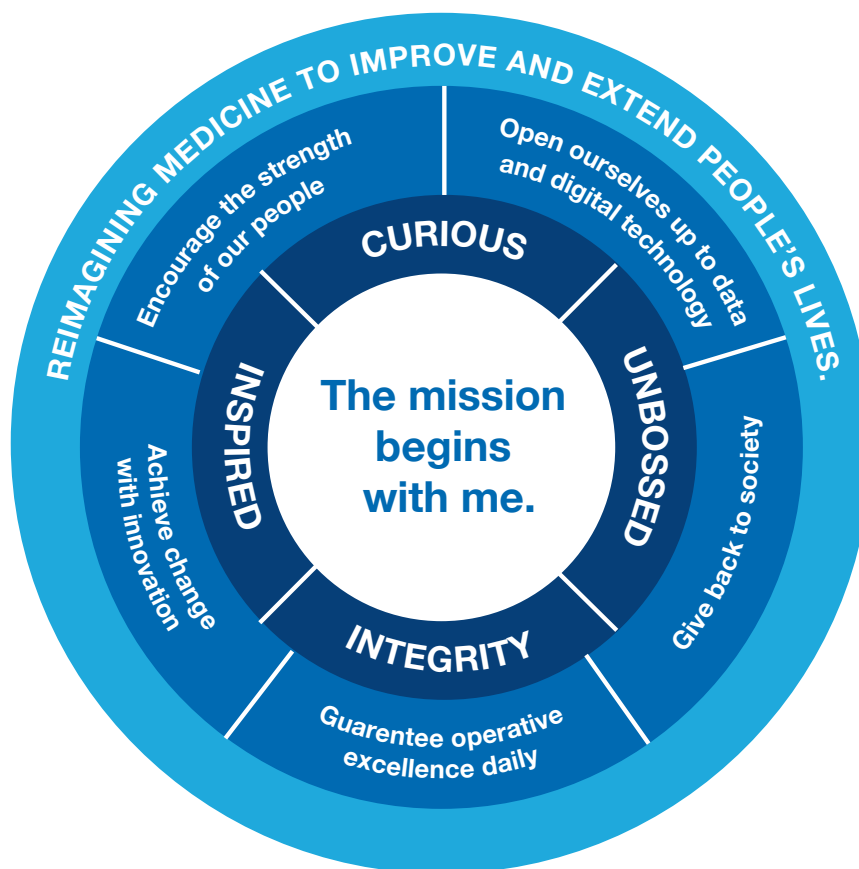 REIMAGINING MEDICINE TO IMPROVE AND EXTEND PEOPLE'S LIVES.
Encourage the strength
of our people
Open ourselves up to data
and digital technology
Give back to society
Guarentee operative
excellence daily
Achieve change
with innovation
CURIOUS
UNBOSSED
INTEGRITY
INSPIRED
The mission
begins
with me.